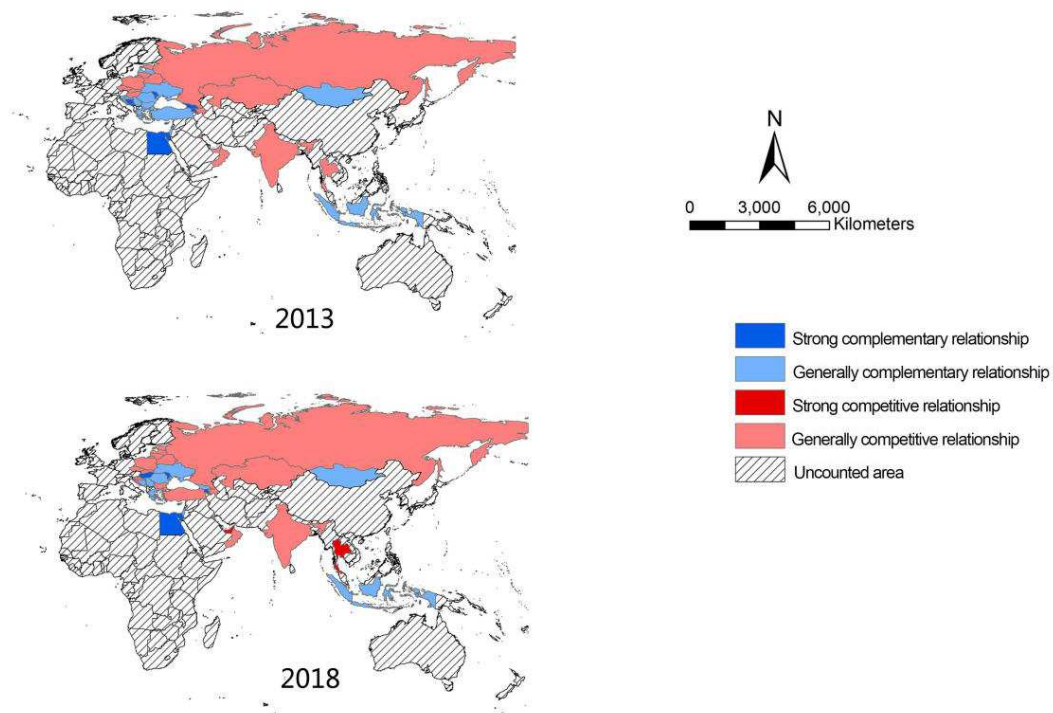 2013
2018
N
0 3,000 6,000
Kilometers
Strong complementary relationship
Generally complementary relationship
Strong competitive relationship
Generally competitive relationship
Uncounted area